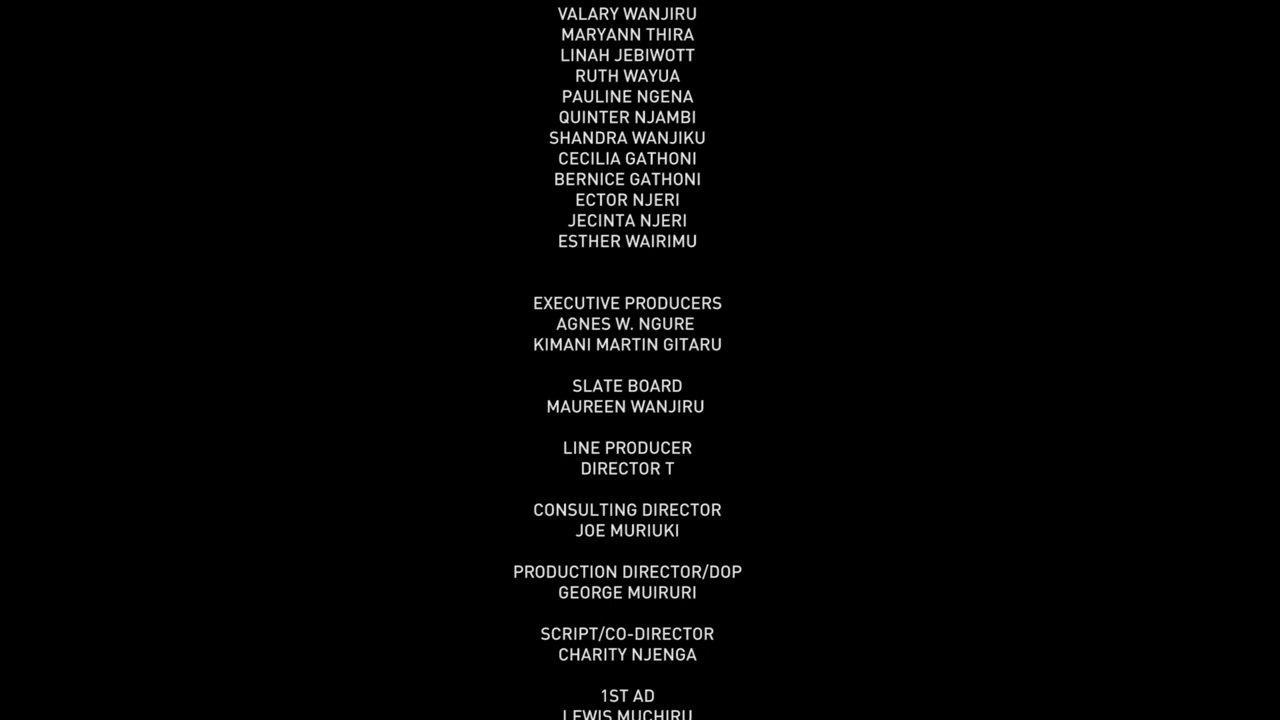 VALARY WANJIRU
MARYANN THIRA
LINAH JEBIWOTT
RUTH WAYUA
PAULINE NGENA
QUINTER NJAMBI
SHANDRA WANJIKU
CECILIA GATHONI
BERNICE GATHONI
ECTOR NJERI
JECINTA NJERI
ESTHER WAIRIMU
EXECUTIVE PRODUCERS
AGNES W. NGURE
KIMANI MARTIN GITARU
SLATE BOARD
MAUREEN WANJIRU
LINE PRODUCER
DIRECTOR T
CONSULTING DIRECTOR
JOE MURIUKI
PRODUCTION DIRECTOR/DOP
GEORGE MUIRURI
SCRIPT/CO-DIRECTOR
CHARITY NJENGA
1ST AD
LEWIS MUCHIRU